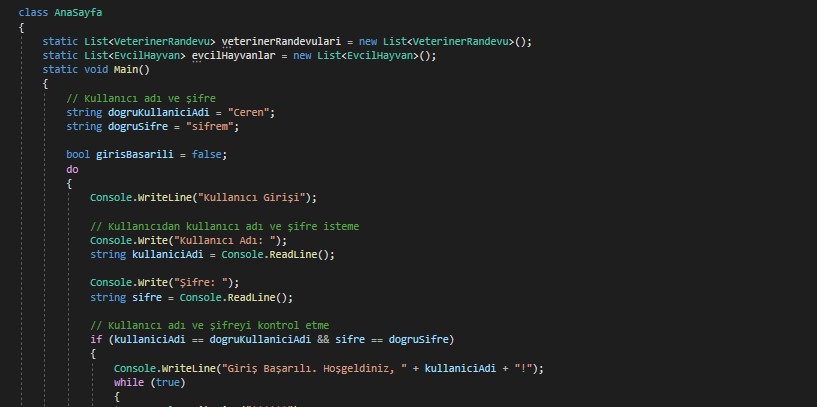 class AnaSayfa
{
static List<VeterinerRandevu> veterinerRandevulari = new List<VeterinerRandevu>();
static List<EvcilHayvan> evcilHayvanlar = new List<EvcilHayvan>();
static void Main()
{
// Kullanıcı adı ve şifre
string dogruKullaniciAdi = "Ceren";
string dogruSifre = "sifrem";
bool girisBasarili = false;
do
{
Console.WriteLine("Kullanıcı Girişi");
// Kullanıcıdan kullanıcı adı ve şifre isteme
Console.Write("Kullanıcı Adı: ");
string kullaniciAdi = Console.ReadLine();
Console.Write("Şifre: ");
string sifre = Console.ReadLine();
// Kullanıcı adı ve şifreyi kontrol etme
if (kullaniciAdi == dogruKullaniciAdi && sifre == dogruSifre)
{
Console.WriteLine("Giriş Başarılı. Hoşgeldiniz, " + kullaniciAdi + "!");
while (true)
{